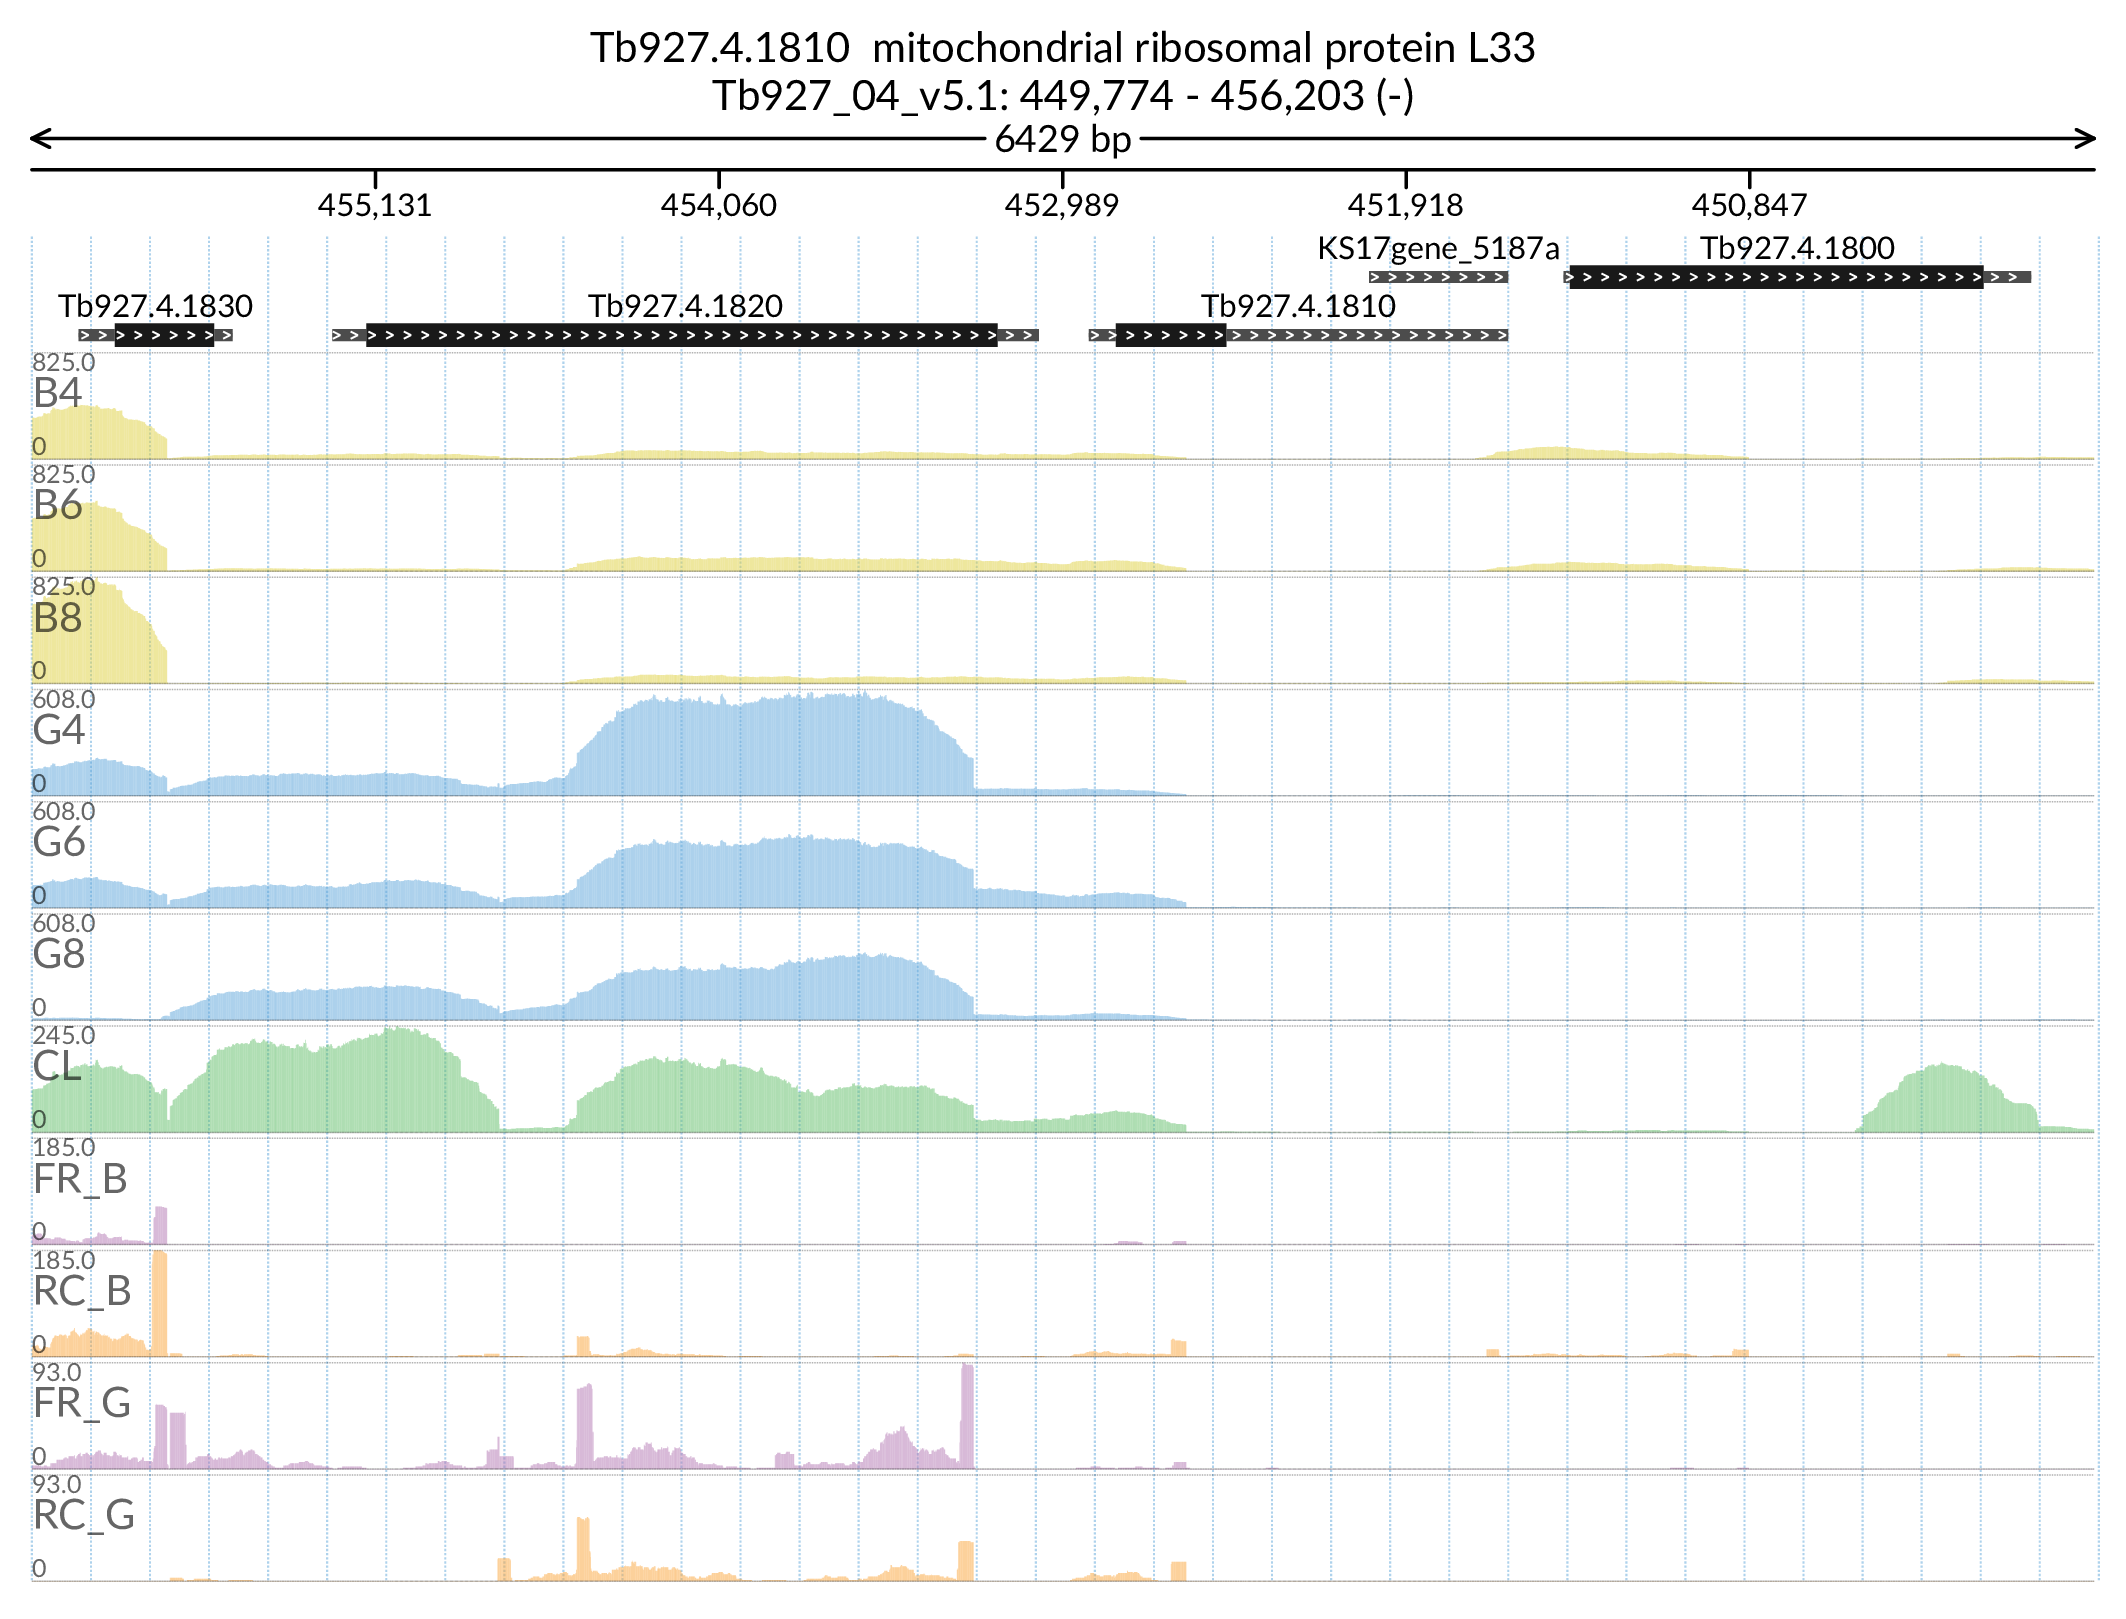 Tb927.4.1810  mitochondrial ribosomal protein L33
Tb927_04_v5.1: 449,774 - 456,203 (-)
6429 bp
455,131 454,060 452,989 451,918 450,847
KS17gene_5187a Tb927.4.1800
Tb927.4.1830 Tb927.4.1820 Tb927.4.1810
825.0
B4
0
825.0
B6
0
825.0
B8
0
608.0
G4
0
608.0
G6
0
608.0
G8
0
245.0
CL
0
185.0
FR_B
0
185.0
RC_B
0
93.0
FR_G
0
93.0
RC_G
0